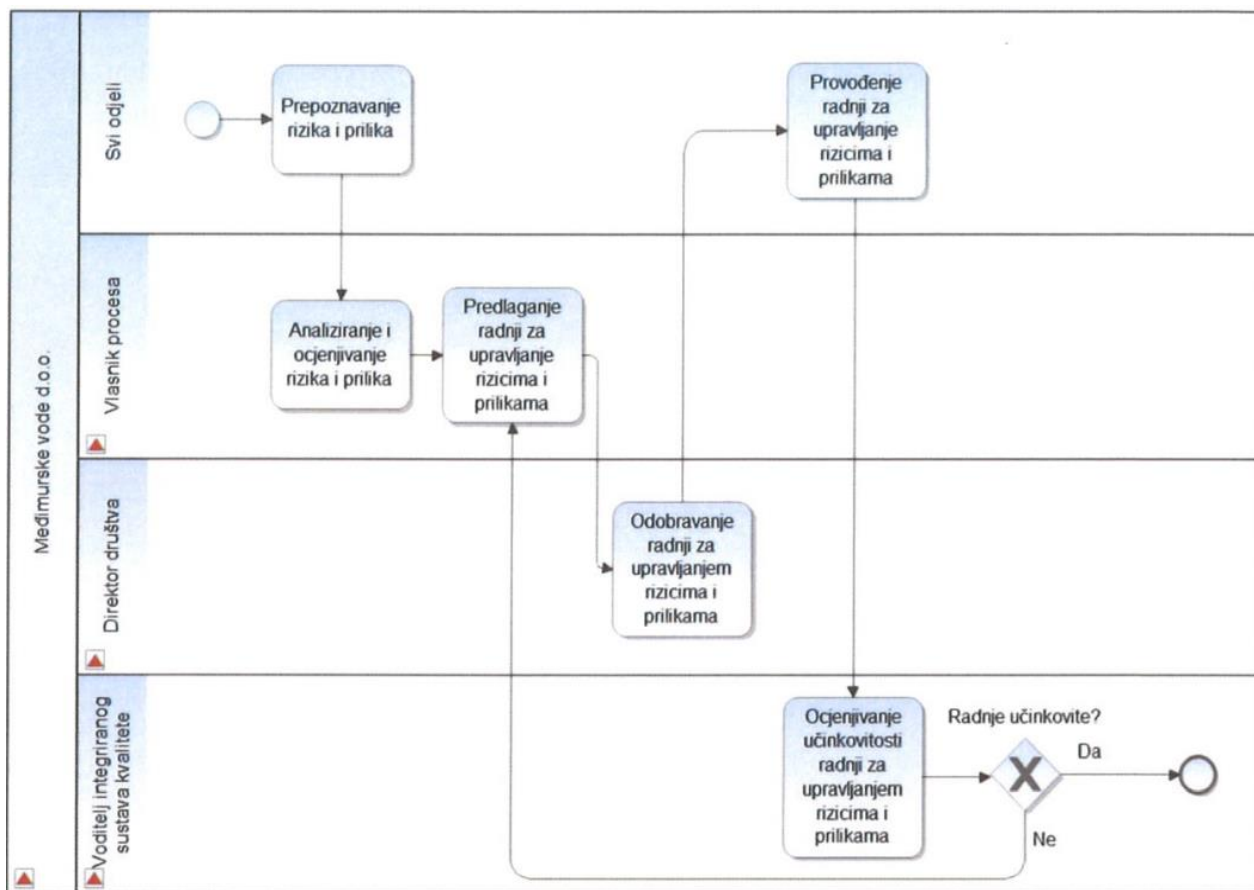 Međimurske vode d.o.o.
Svi odjeli
Prepoznavanje
rizika i prilika
Provođenje
radnji za
upravljanje
rizicima i
prilikama
Vlasnik procesa
Analiziranje i
ocjenjivanje
rizika i prilika
Predlaganje
radnji za
upravljanje
rizicima i
prilikama
Direktor društva
Odobravanje
radnji za
upravljanjem
rizicima i
prilikama
Voditelj integriranog
sustava kvalitete
Ocjenjivanje
učinkovitosti
radnji za
upravljanjem
rizicima i
prilikama
Radnje učinkovite?
X
Da
Ne